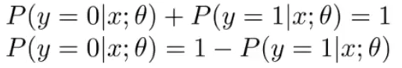 P(y = 0|x; θ) + P(y = 1|x; θ) = 1
P(y = 0|x; θ) = 1 − P(y = 1|x; θ)